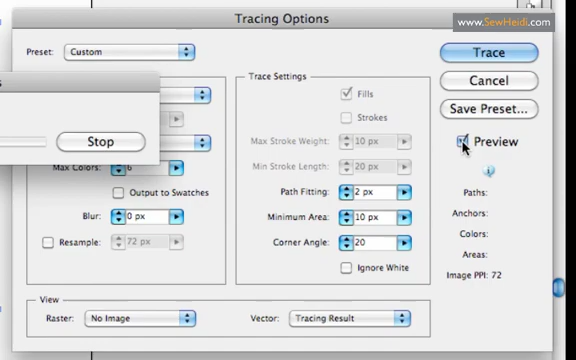 Tracing Options
www.SewHeidi.com
Preset: Custom
Trace
Cancel
Save Preset...
Preview
Stop
Max Colors: 6
Output to Swatches
Blur: 0 px
Resample: 72 px
Trace Settings
Fills
Strokes
Max Stroke Weight: 10 px
Min Stroke Length: 20 px
Path Fitting: 2 px
Minimum Area: 10 px
Corner Angle: 20
Ignore White
Paths:
Anchors:
Colors:
Areas:
Image PPI: 72
View
Raster: No Image
Vector: Tracing Result